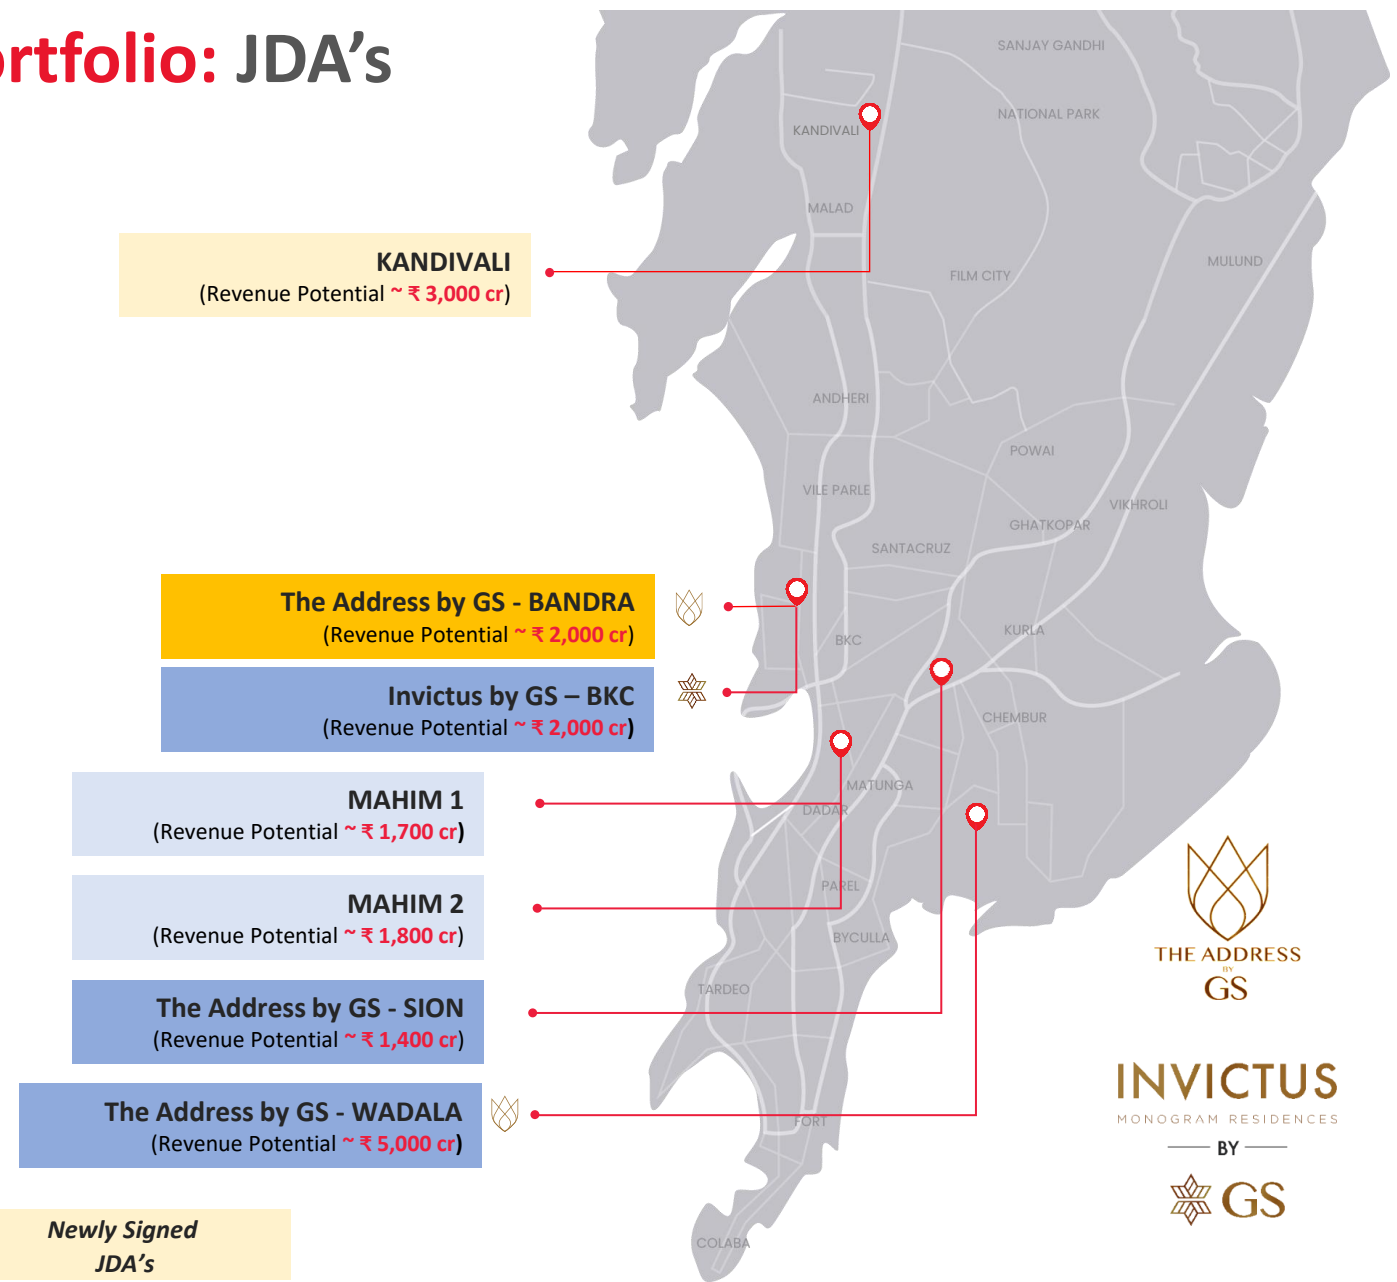 ortfolio: JDA's
SANJAY GANDHI
NATIONAL PARK
KANDIVALI
MALAD
FILM CITY
MULUND
KANDIVALI
(Revenue Potential ~ ₹ 3,000 cr)
ANDHERI
POWAI
VILE PARLE
VIKHROLI
GHATKOPAR
SANTACRUZ
The Address by GS - BANDRA
(Revenue Potential ~ ₹ 2,000 cr)
BKC
KURLA
Invictus by GS – BKC
(Revenue Potential ~ ₹ 2,000 cr)
CHEMBUR
MATUNGA
DADAR
MAHIM 1
(Revenue Potential ~ ₹ 1,700 cr)
PAREL
MAHIM 2
(Revenue Potential ~ ₹ 1,800 cr)
BYCULLA
THE ADDRESS
BY
GS
TARDEO
The Address by GS - SION
(Revenue Potential ~ ₹ 1,400 cr)
The Address by GS - WADALA
(Revenue Potential ~ ₹ 5,000 cr)
FORT
INVICTUS
MONOGRAM RESIDENCES
BY
GS
COLABA
Newly Signed
JDA's